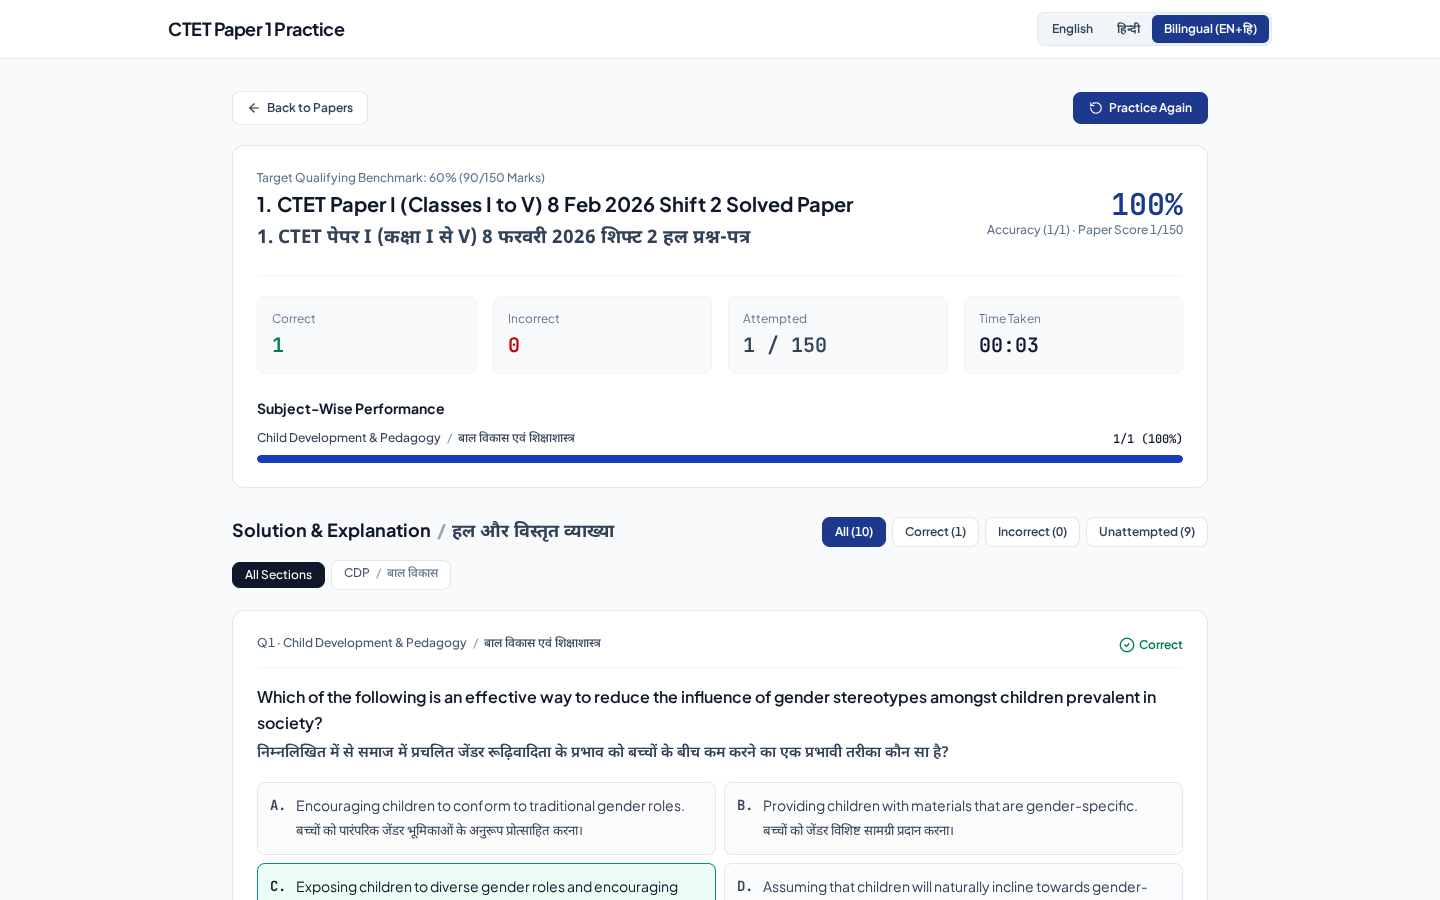 CTET Paper 1 Practice
English हिन्दी Bilingual (EN+हि)
Back to Papers
Practice Again
Target Qualifying Benchmark: 60% (90/150 Marks)
1. CTET Paper I (Classes I to V) 8 Feb 2026 Shift 2 Solved Paper
1. CTET पेपर I (कक्षा I से V) 8 फरवरी 2026 शिफ्ट 2 हल प्रश्न-पत्र
100%
Accuracy (1/1) · Paper Score 1/150
Correct
1
Incorrect
0
Attempted
1 / 150
Time Taken
00:03
Subject-Wise Performance
Child Development & Pedagogy / बाल विकास एवं शिक्षाशास्त्र
1/1 (100%)
Solution & Explanation / हल और विस्तृत व्याख्या
All (10) Correct (1) Incorrect (0) Unattempted (9)
All Sections CDP / बाल विकास
Q1 · Child Development & Pedagogy / बाल विकास एवं शिक्षाशास्त्र
Correct
Which of the following is an effective way to reduce the influence of gender stereotypes amongst children prevalent in
society?
निम्नलिखित में से समाज में प्रचलित जेंडर रूढ़िवादिता के प्रभाव को बच्चों के बीच कम करने का एक प्रभावी तरीका कौन सा है?
A. Encouraging children to conform to traditional gender roles.
बच्चों को पारंपरिक जेंडर भूमिकाओं के अनुरूप प्रोत्साहित करना।
B. Providing children with materials that are gender-specific.
बच्चों को जेंडर विशिष्ट सामग्री प्रदान करना।
C. Exposing children to diverse gender roles and encouraging
D. Assuming that children will naturally incline towards gender-